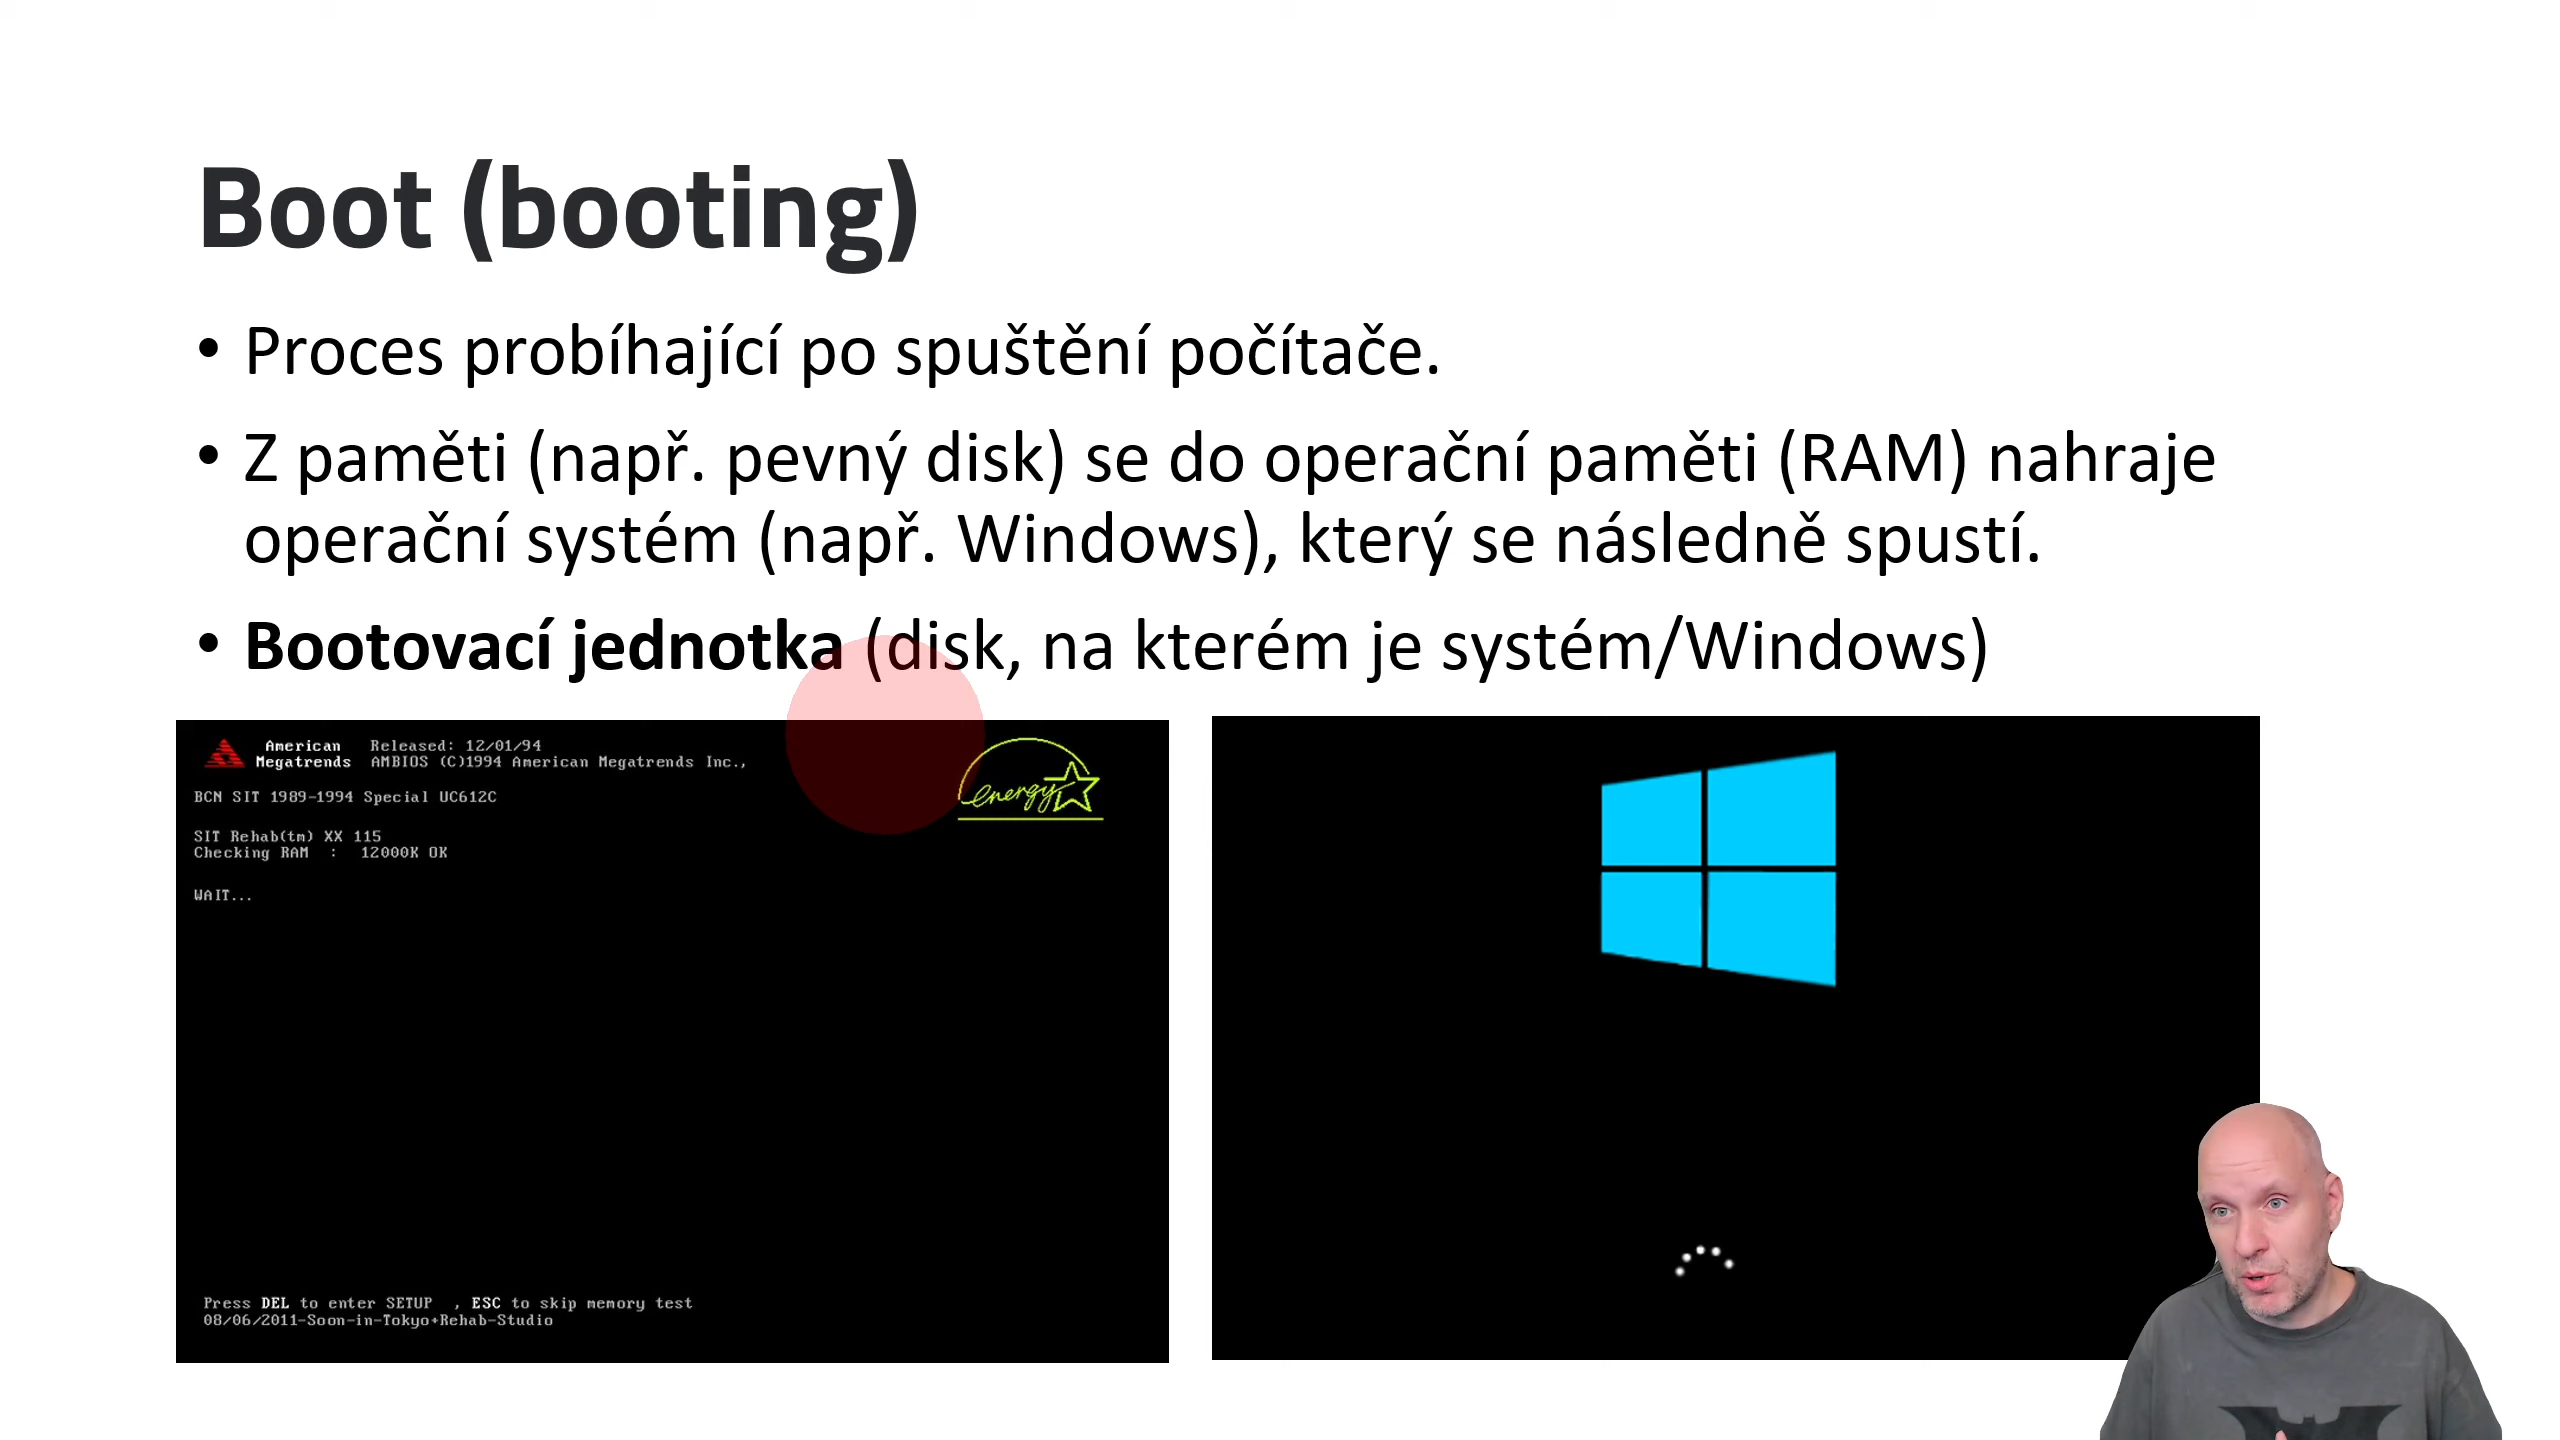 Boot (booting)
• Proces probíhající po spuštění počítače.
• Z paměti (např. pevný disk) se do operační paměti (RAM) nahraje
operační systém (např. Windows), který se následně spustí.
• Bootovací jednotka (disk, na kterém je systém/Windows)
American Released: 12/01/94
Megatrends AMBIOS (C)1994 American Megatrends Inc.,
energy
BCN SIT 1989-1994 Special UC612C
SIT Rehab(tm) XX 115
Checking RAM : 12000K OK
WAIT...
Press DEL to enter SETUP , ESC to skip memory test
08/06/2011-Soon-in-Tokyo+Rehab-Studio